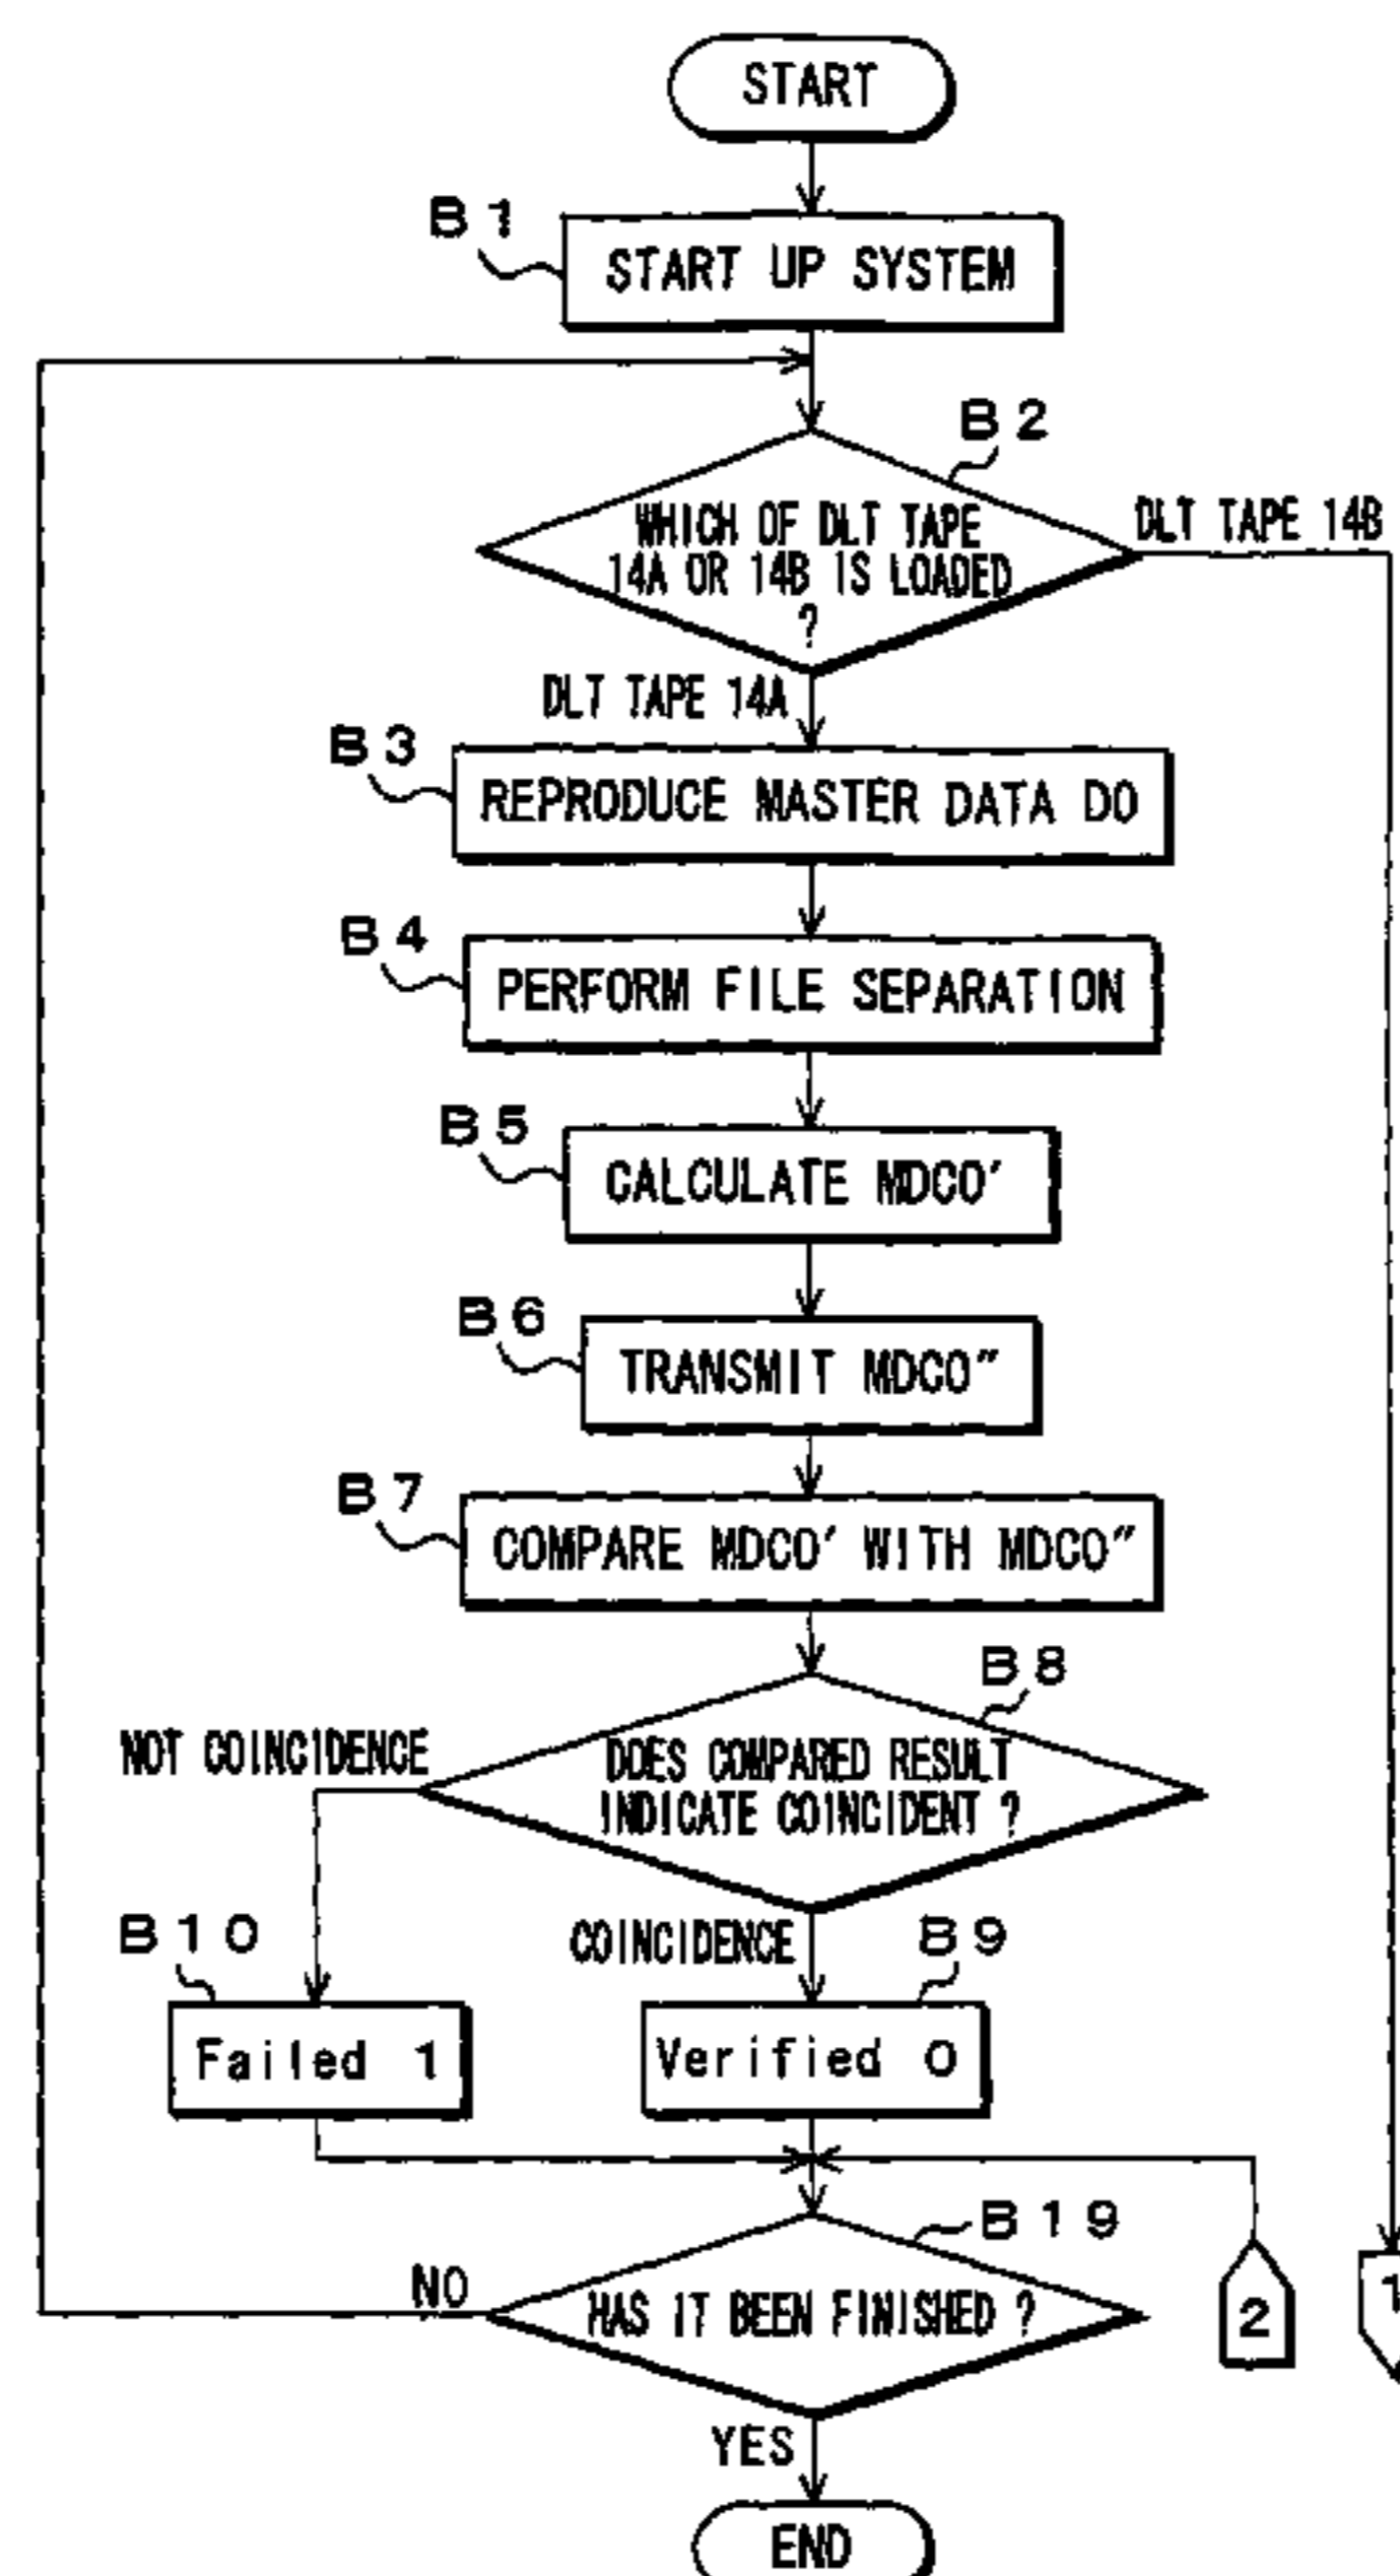 START
B1
START UP SYSTEM
B2
WHICH OF DLT TAPE
14A OR 14B IS LOADED
?
DLT TAPE 14B
DLT TAPE 14A
B3
REPRODUCE MASTER DATA D0
B4
PERFORM FILE SEPARATION
B5
CALCULATE MDC0′
B6
TRANSMIT MDC0″
B7
COMPARE MDC0′ WITH MDC0″
B8
DOES COMPARED RESULT
INDICATE COINCIDENT ?
NOT COINCIDENCE
COINCIDENCE
B10
B9
Failed 1
Verified 0
B19
HAS IT BEEN FINISHED ?
NO
2
1
YES
END